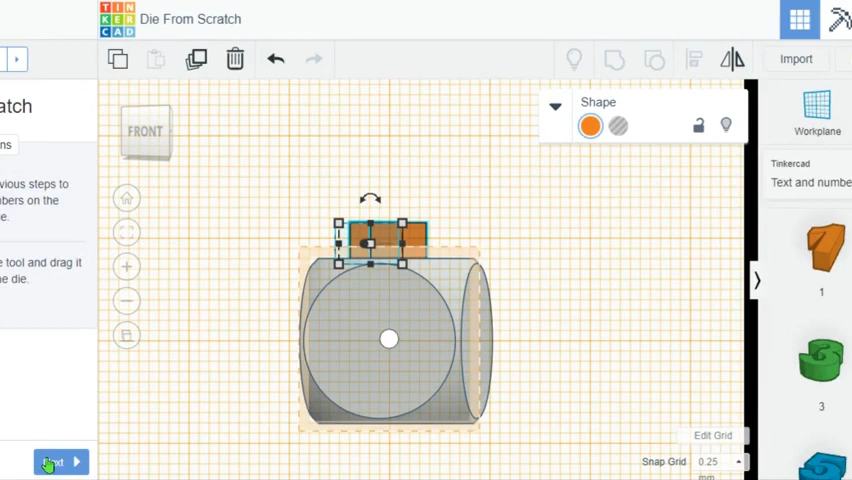 TIN
KER
CAD
Die From Scratch
Import
atch
ns
vious steps to
mbers on the
e.
e tool and drag it
he die.
FRONT
Shape
Workplane
Tinkercad
Text and numbe
1
3
Edit Grid
Snap Grid 0.25
mm